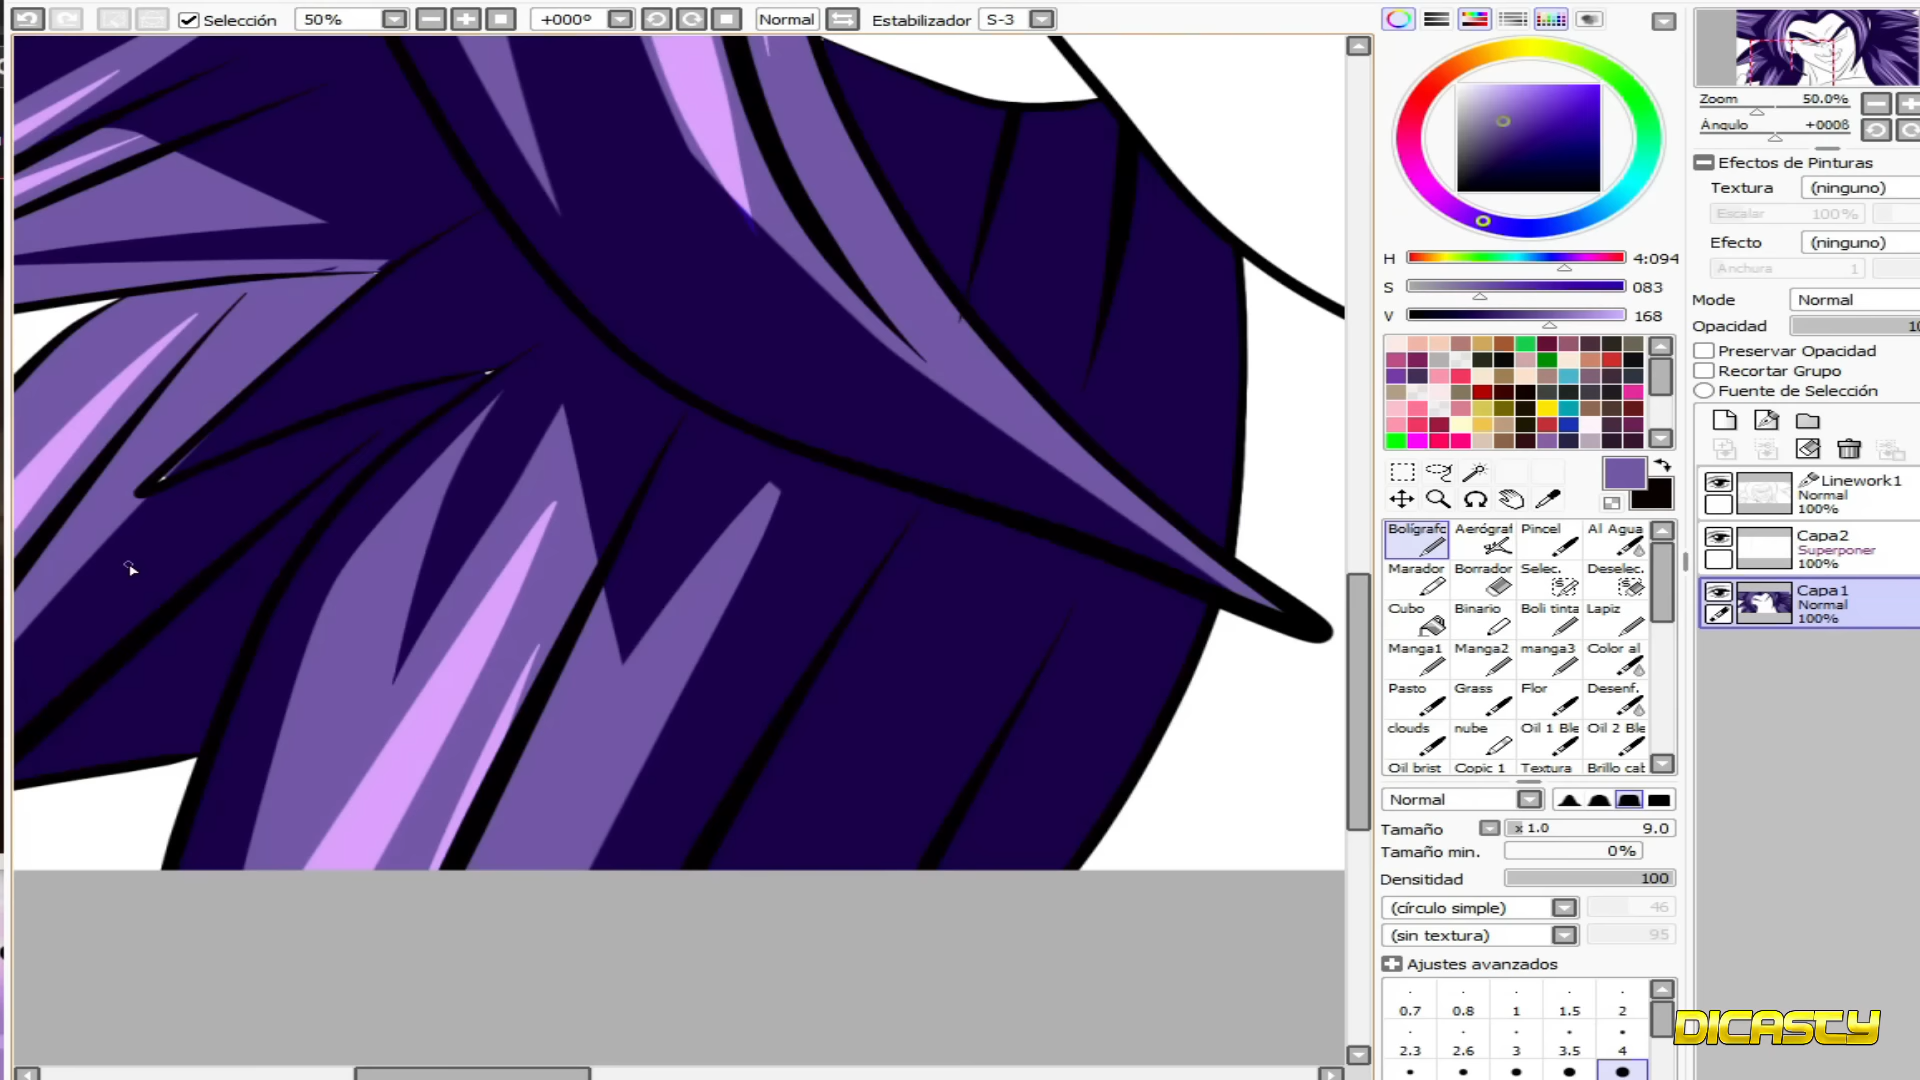 Selección
50%
+000º
Normal
Estabilizador
S-3
Zoom
50.0%
Ángulo
+000ß
Efectos de Pinturas
Textura
(ninguno)
Escalar
100%
Efecto
(ninguno)
Anchura
1
Mode
Normal
Opacidad
Preservar Opacidad
Recortar Grupo
Fuente de Selección
H
4:094
S
083
V
168
Linework1
Normal
100%
Capa2
Superponer
100%
Capa1
Normal
100%
Bolígrafc
Aerógraf
Pincel
Al Agua
Marador
Borrador
Selec.
Deselec.
Cubo
Binario
Boli tinta
Lapiz
Manga1
Manga2
manga3
Color al
Pasto
Grass
Flor
Desenf.
clouds
nube
Oil 1 Ble
Oil 2 Ble
Oil brist
Copic 1
Textura
Brillo cat
Normal
Tamaño
x 1.0
9.0
Tamaño min.
0%
Densitidad
100
(círculo simple)
46
(sin textura)
95
Ajustes avanzados
0.7
0.8
1
1.5
2
2.3
2.6
3
3.5
4
DICASTY